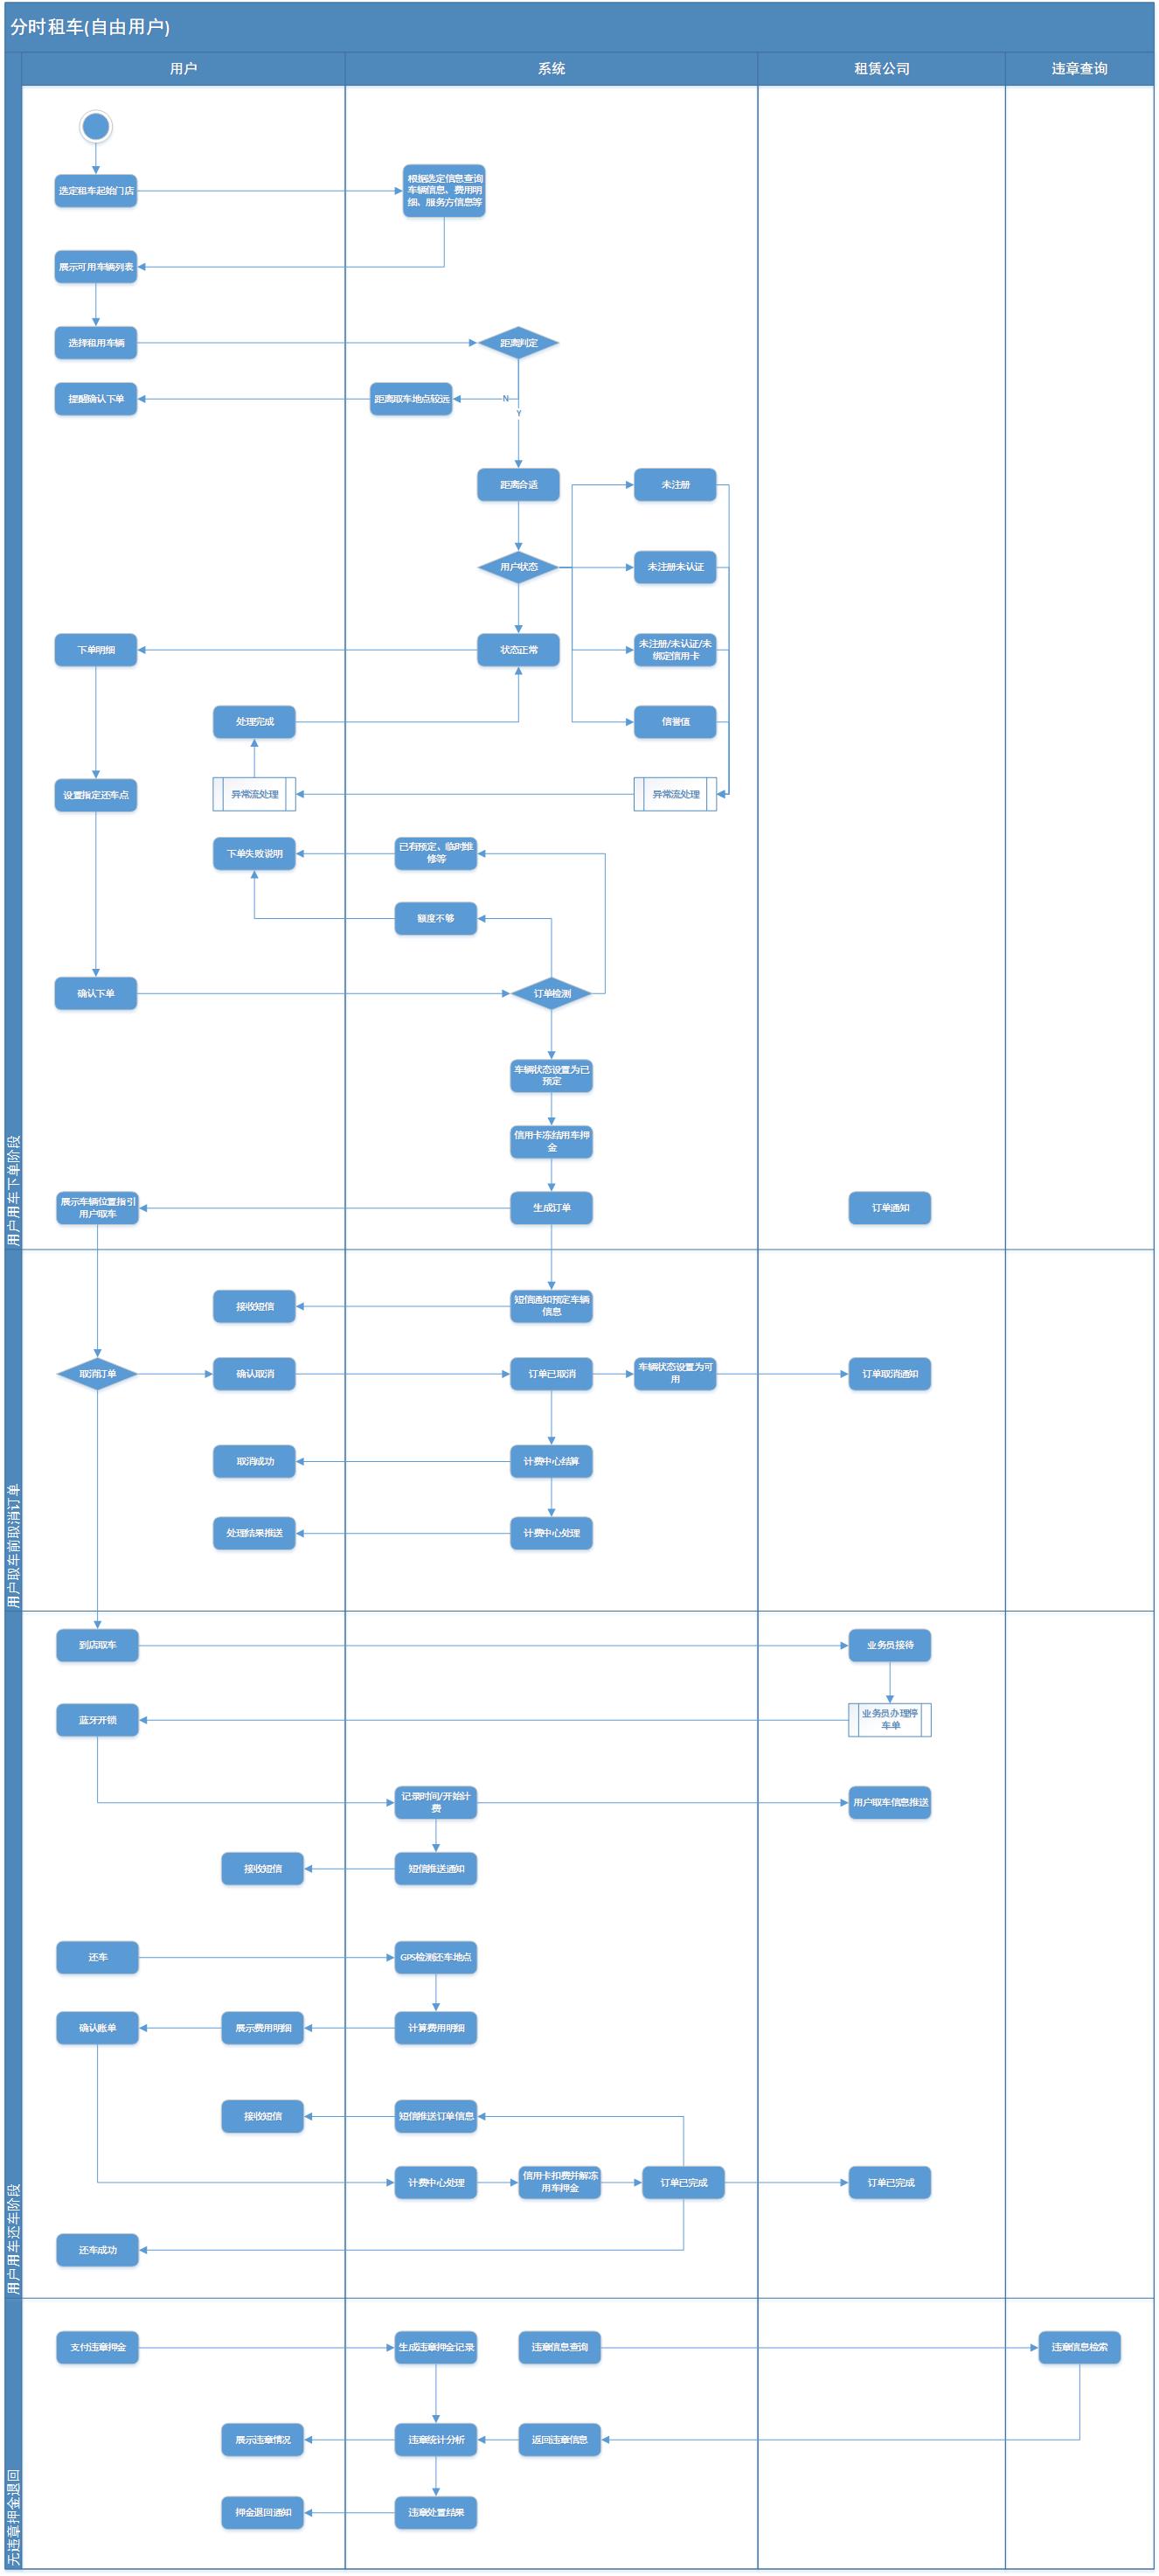 分时租车(自由用户)
用户
系统
租赁公司
违章查询
用户用车下单阶段
选定租车起始门店
根据选定信息查询
车辆信息、费用明
细、服务方信息等
展示可用车辆列表
选择租用车辆
距离判定
提醒确认下单
距离取车地点较远
N
Y
距离合适
未注册
用户状态
未注册未认证
下单明细
状态正常
未注册/未认证/未
绑定信用卡
处理完成
信誉值
设置指定还车点
异常流处理
异常流处理
下单失败说明
已有预定、临时维
修等
额度不够
确认下单
订单检测
车辆状态设置为已
预定
信用卡冻结用车押
金
展示车辆位置指引
用户取车
生成订单
订单通知
用户取车前取消订单
接收短信
短信通知预定车辆
信息
取消订单
确认取消
订单已取消
车辆状态设置为可
用
订单取消通知
取消成功
计费中心结算
处理结果推送
计费中心处理
用户用车还车阶段
到店取车
业务员接待
蓝牙开锁
业务员办理停
车单
记录时间/开始计
费
用户取车信息推送
接收短信
短信推送通知
还车
GPS检测还车地点
确认账单
展示费用明细
计算费用明细
接收短信
短信推送订单信息
计费中心处理
信用卡扣费并解冻
用车押金
订单已完成
订单已完成
还车成功
无违章押金退回
支付违章押金
生成违章押金记录
违章信息查询
违章信息检索
展示违章情况
违章统计分析
返回违章信息
押金退回通知
违章处置结果